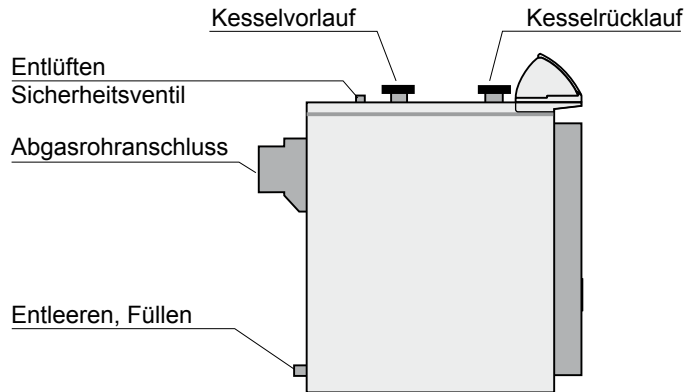 Kesselvorlauf
Kesselrücklauf
Entlüften
Sicherheitsventil
Abgasrohranschluss
Entleeren, Füllen